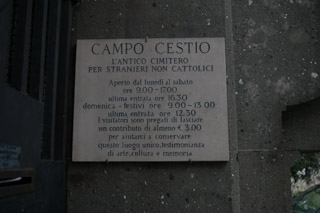 CAMPO CESTIO
L'ANTICO CIMITERO
PER STRANIERI NON CATTOLICI
Aperto dal lunedì al sabato
ore 9.00-17.00
ultima entrata ore 16.30
domenica - festivi ore 9.00-13.00
ultima entrata ore 12.30
I visitatori sono pregati di lasciare
un contributo di almeno € 3.00
per aiutarci a conservare
questo luogo unico, testimonianza
di arte, cultura e memoria